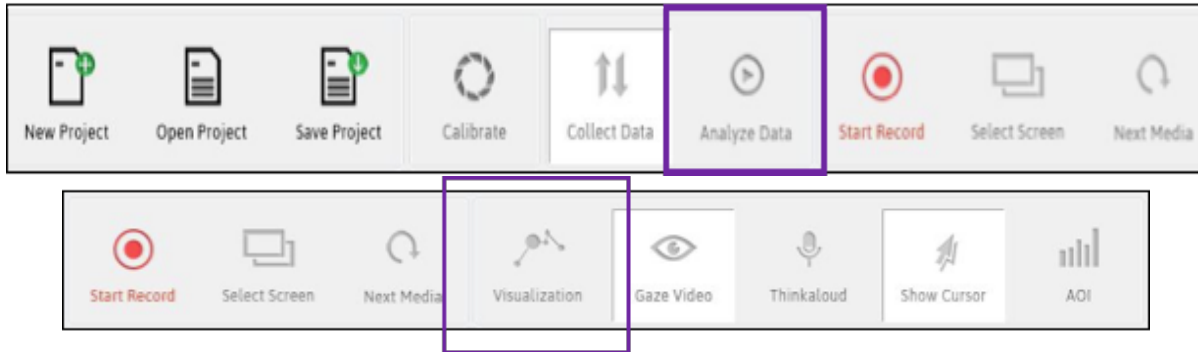 New Project Open Project Save Project Calibrate Collect Data Analyze Data Start Record Select Screen Next Media
Start Record Select Screen Next Media Visualization Gaze Video Thinkaloud Show Cursor AOI